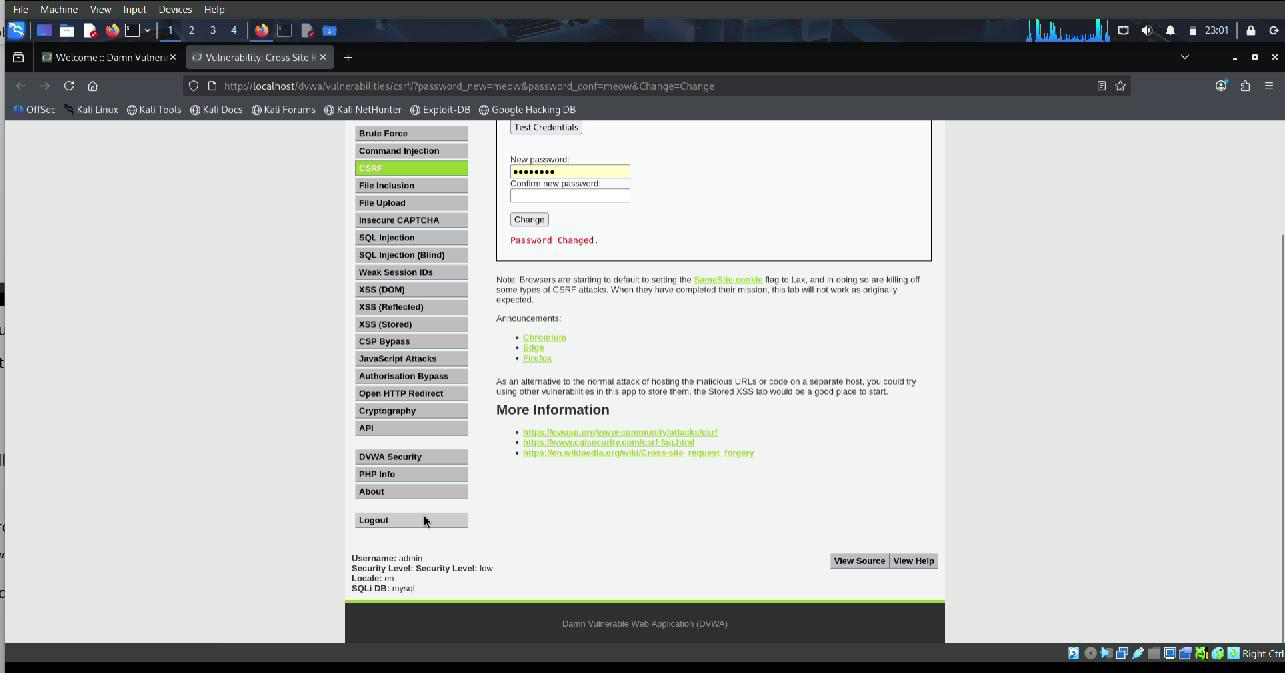 File Machine View Input Devices Help
1 2 3 4 23:01
Welcome :: Damn Vulnera Vulnerability: Cross Site R
http://localhost/dvwa/vulnerabilities/csrf/?password_new=meow&password_conf=meow&Change=Change
OffSec Kali Linux Kali Tools Kali Docs Kali Forums Kali NetHunter Exploit-DB Google Hacking DB
Brute Force
Command Injection
CSRF
File Inclusion
File Upload
Insecure CAPTCHA
SQL Injection
SQL Injection (Blind)
Weak Session IDs
XSS (DOM)
XSS (Reflected)
XSS (Stored)
CSP Bypass
JavaScript Attacks
Authorisation Bypass
Open HTTP Redirect
Cryptography
API
DVWA Security
PHP Info
About
Logout
Test Credentials
New password:
Confirm new password:
Change
Password Changed.
Note: Browsers are starting to default to setting the SameSite cookie flag to Lax, and in doing so are killing off
some types of CSRF attacks. When they have completed their mission, this lab will not work as originally
expected.
Announcements:
Chromium
Edge
Firefox
As an alternative to the normal attack of hosting the malicious URLs or code on a separate host, you could try
using other vulnerabilities in this app to store them, the Stored XSS lab would be a good place to start.
More Information
https://owasp.org/www-community/attacks/csrf
https://www.cgisecurity.com/csrf-faq.html
https://en.wikipedia.org/wiki/Cross-site_request_forgery
Username: admin
Security Level: Security Level: low
Locale: en
SQLi DB: mysql
View Source View Help
Damn Vulnerable Web Application (DVWA)
Right Ctrl